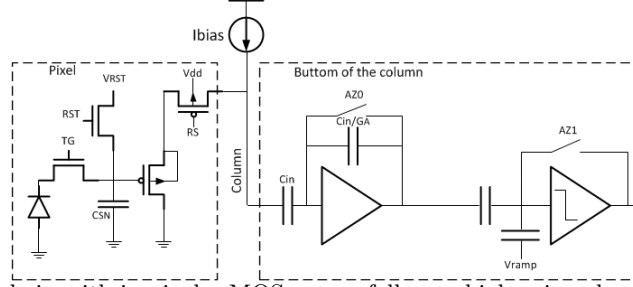 Ibias
Pixel
Buttom of the column
VRST
Vdd
RST
RS
TG
CSN
Column
AZ0
Cin/GA
Cin
AZ1
Vramp